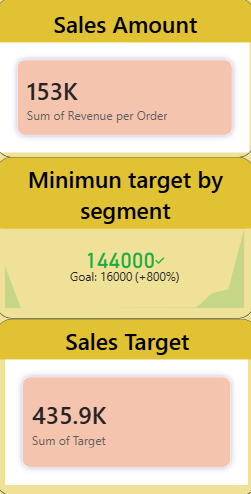 Sales Amount
153K
Sum of Revenue per Order
Minimun target by
segment
144000✓
Goal: 16000 (+800%)
Sales Target
435.9K
Sum of Target